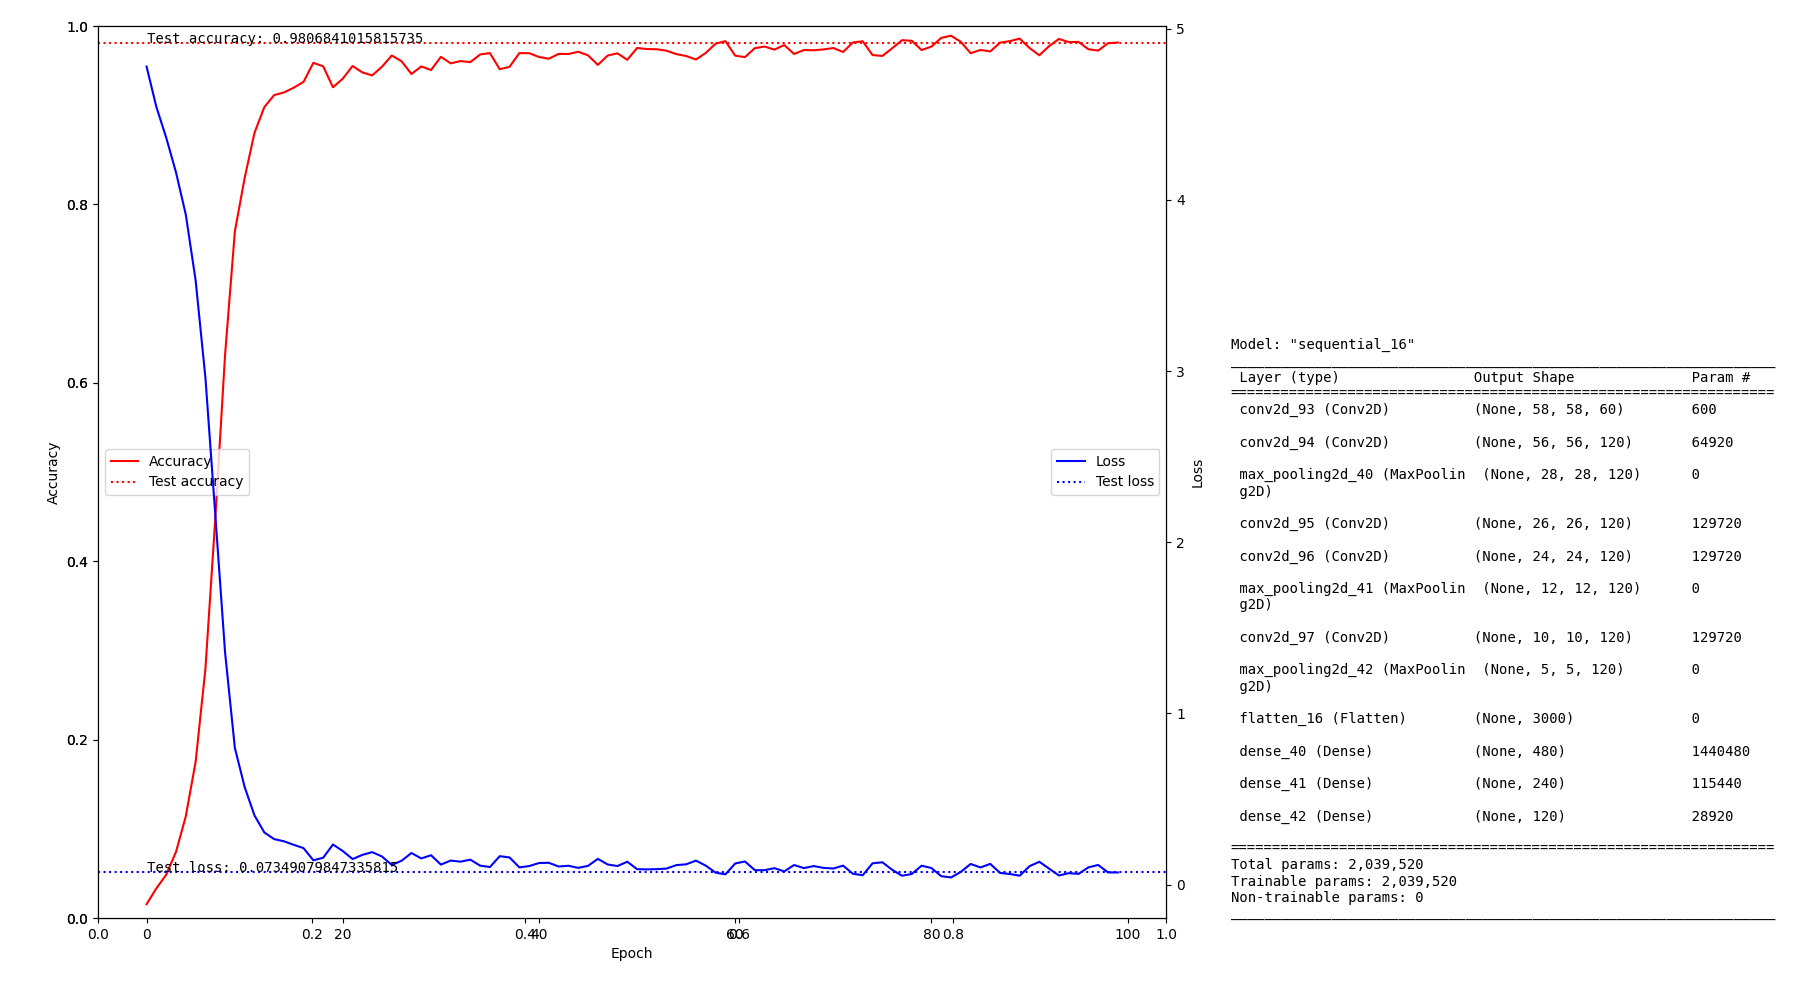 1.0
0.8
0.6
0.4
0.2
0.0
Accuracy
Test accuracy: 0.9806841015815735
Accuracy
Test accuracy
Test loss: 0.07349079847335815
Loss
Test loss
5
4
3
2
1
0
Loss
0.0 0 0.2 20 0.4 40 60 0.6 80 0.8 100 1.0
Epoch
Model: "sequential_16"
Layer (type) Output Shape Param #
conv2d_93 (Conv2D) (None, 58, 58, 60) 600
conv2d_94 (Conv2D) (None, 56, 56, 120) 64920
max_pooling2d_40 (MaxPoolin (None, 28, 28, 120) 0
g2D)
conv2d_95 (Conv2D) (None, 26, 26, 120) 129720
conv2d_96 (Conv2D) (None, 24, 24, 120) 129720
max_pooling2d_41 (MaxPoolin (None, 12, 12, 120) 0
g2D)
conv2d_97 (Conv2D) (None, 10, 10, 120) 129720
max_pooling2d_42 (MaxPoolin (None, 5, 5, 120) 0
g2D)
flatten_16 (Flatten) (None, 3000) 0
dense_40 (Dense) (None, 480) 1440480
dense_41 (Dense) (None, 240) 115440
dense_42 (Dense) (None, 120) 28920
Total params: 2,039,520
Trainable params: 2,039,520
Non-trainable params: 0